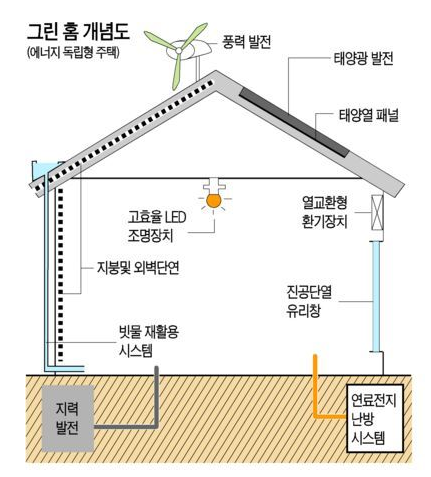 그린 홈 개념도
(에너지 독립형 주택)
풍력 발전
태양광 발전
태양열 패널
고효율 LED
조명장치
열교환형
환기장치
지붕및 외벽단연
진공단열
유리창
빗물 재활용
시스템
지력
발전
연료전지
난방
시스템